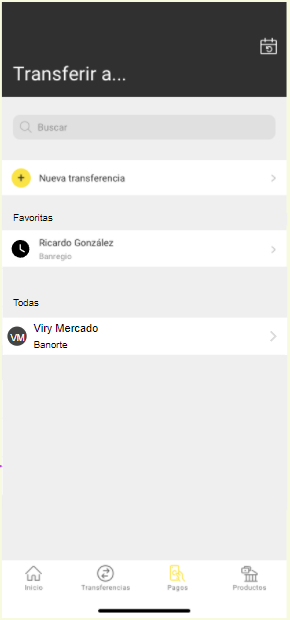 Transferir a...
Buscar
Nueva transferencia
Favoritas
Ricardo González
Banregio
Todas
VM
Viry Mercado
Banorte
Inicio
Transferencias
Pagos
Productos